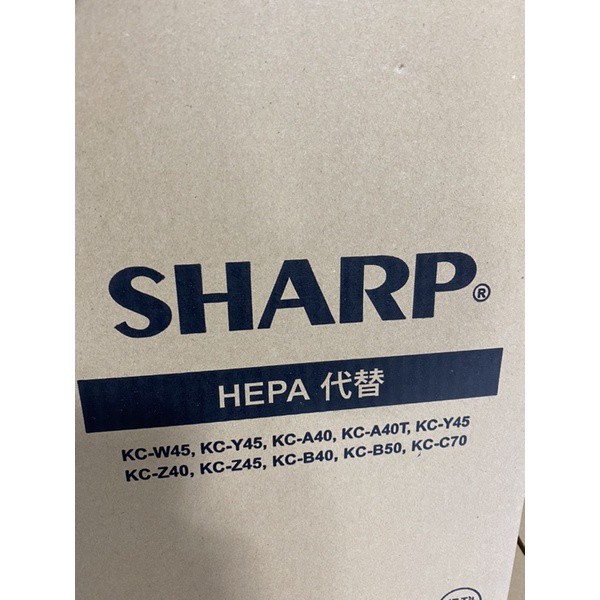 SHARP®
HEPA 代替
KC-W45, KC-Y45, KC-A40, KC-A40T, KC-Y45
KC-Z40, KC-Z45, KC-B40, KC-B50, KC-C70